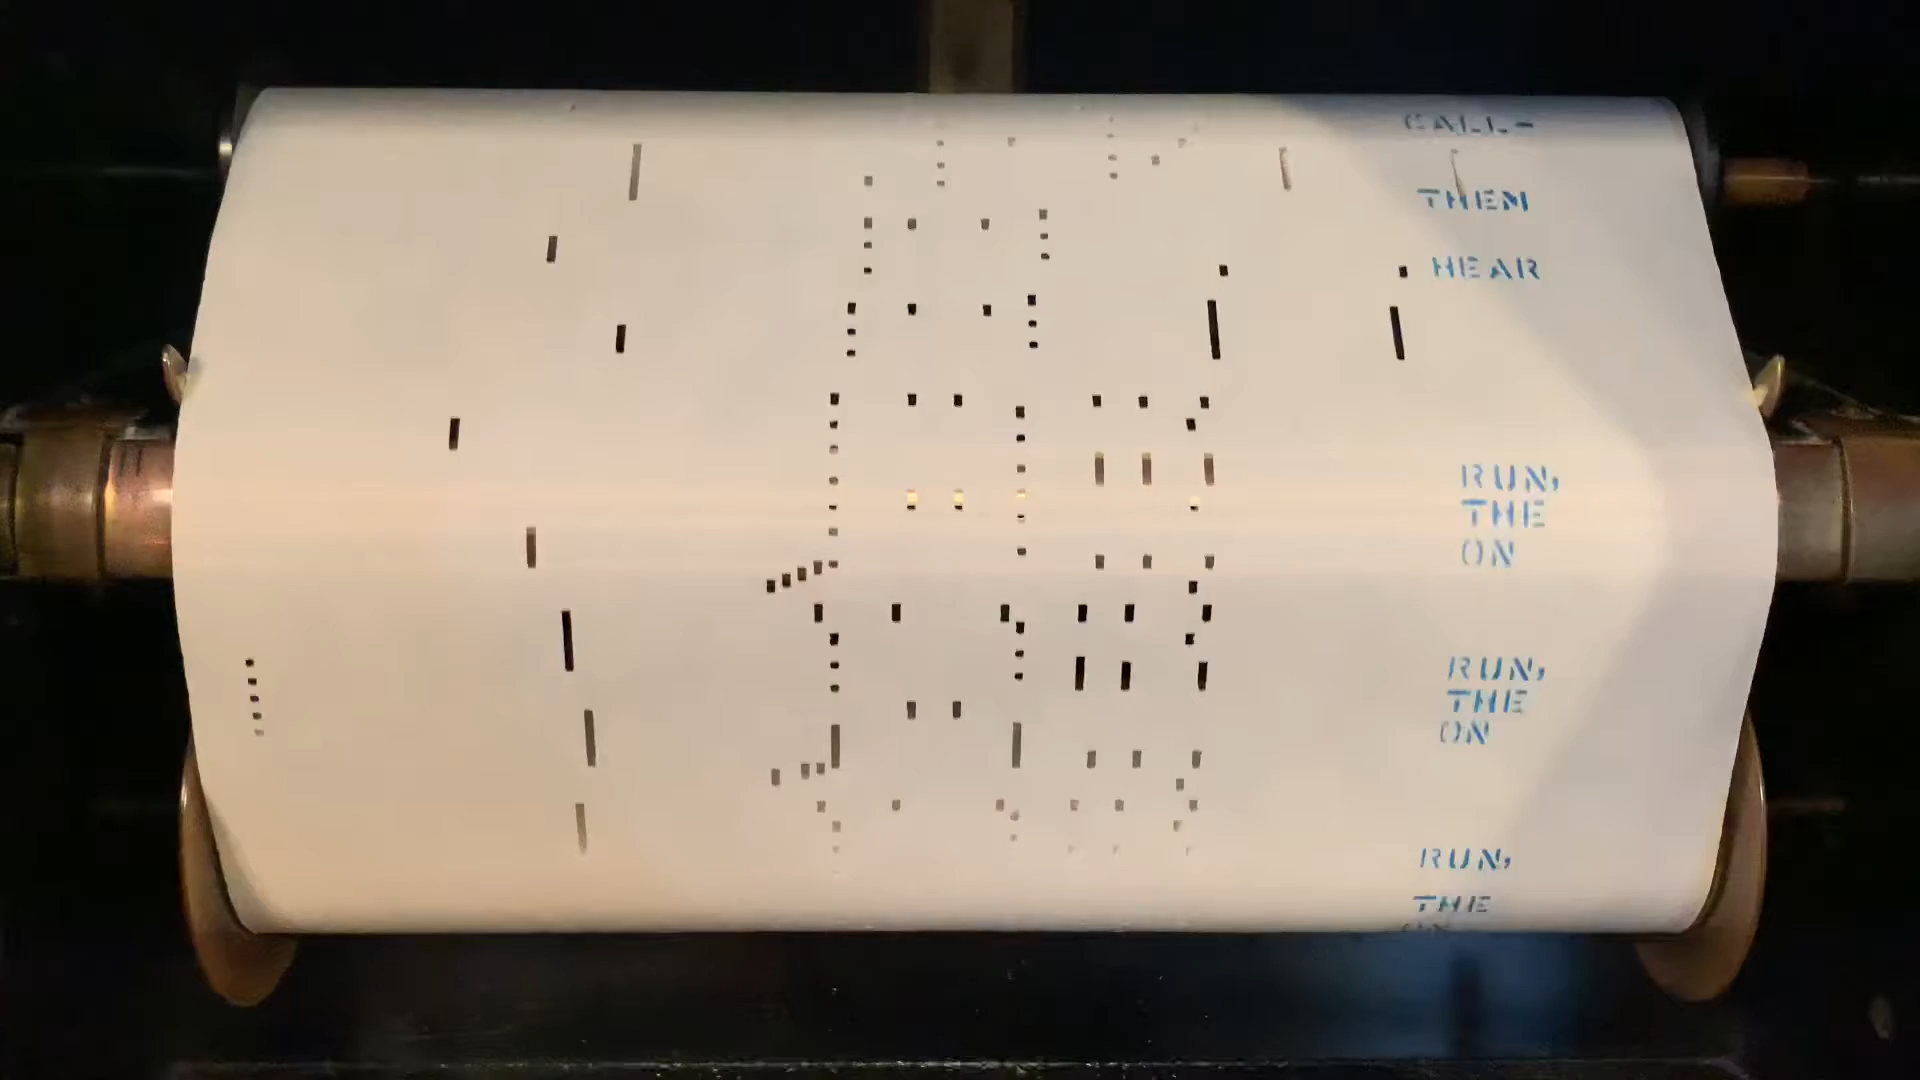 CALL-
THEM
HEAR
RUN,
THE
ON
RUN,
THE
ON
RUN,
THE